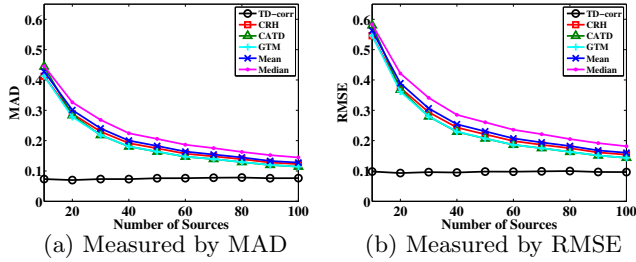 0.6
0.5
0.4
0.3
0.2
0.1
0
MAD
20 40 60 80 100
Number of Sources
TD-corr
CRH
CATD
GTM
Mean
Median
(a) Measured by MAD
0.6
0.5
0.4
0.3
0.2
0.1
0
RMSE
20 40 60 80 100
Number of Sources
TD-corr
CRH
CATD
GTM
Mean
Median
(b) Measured by RMSE